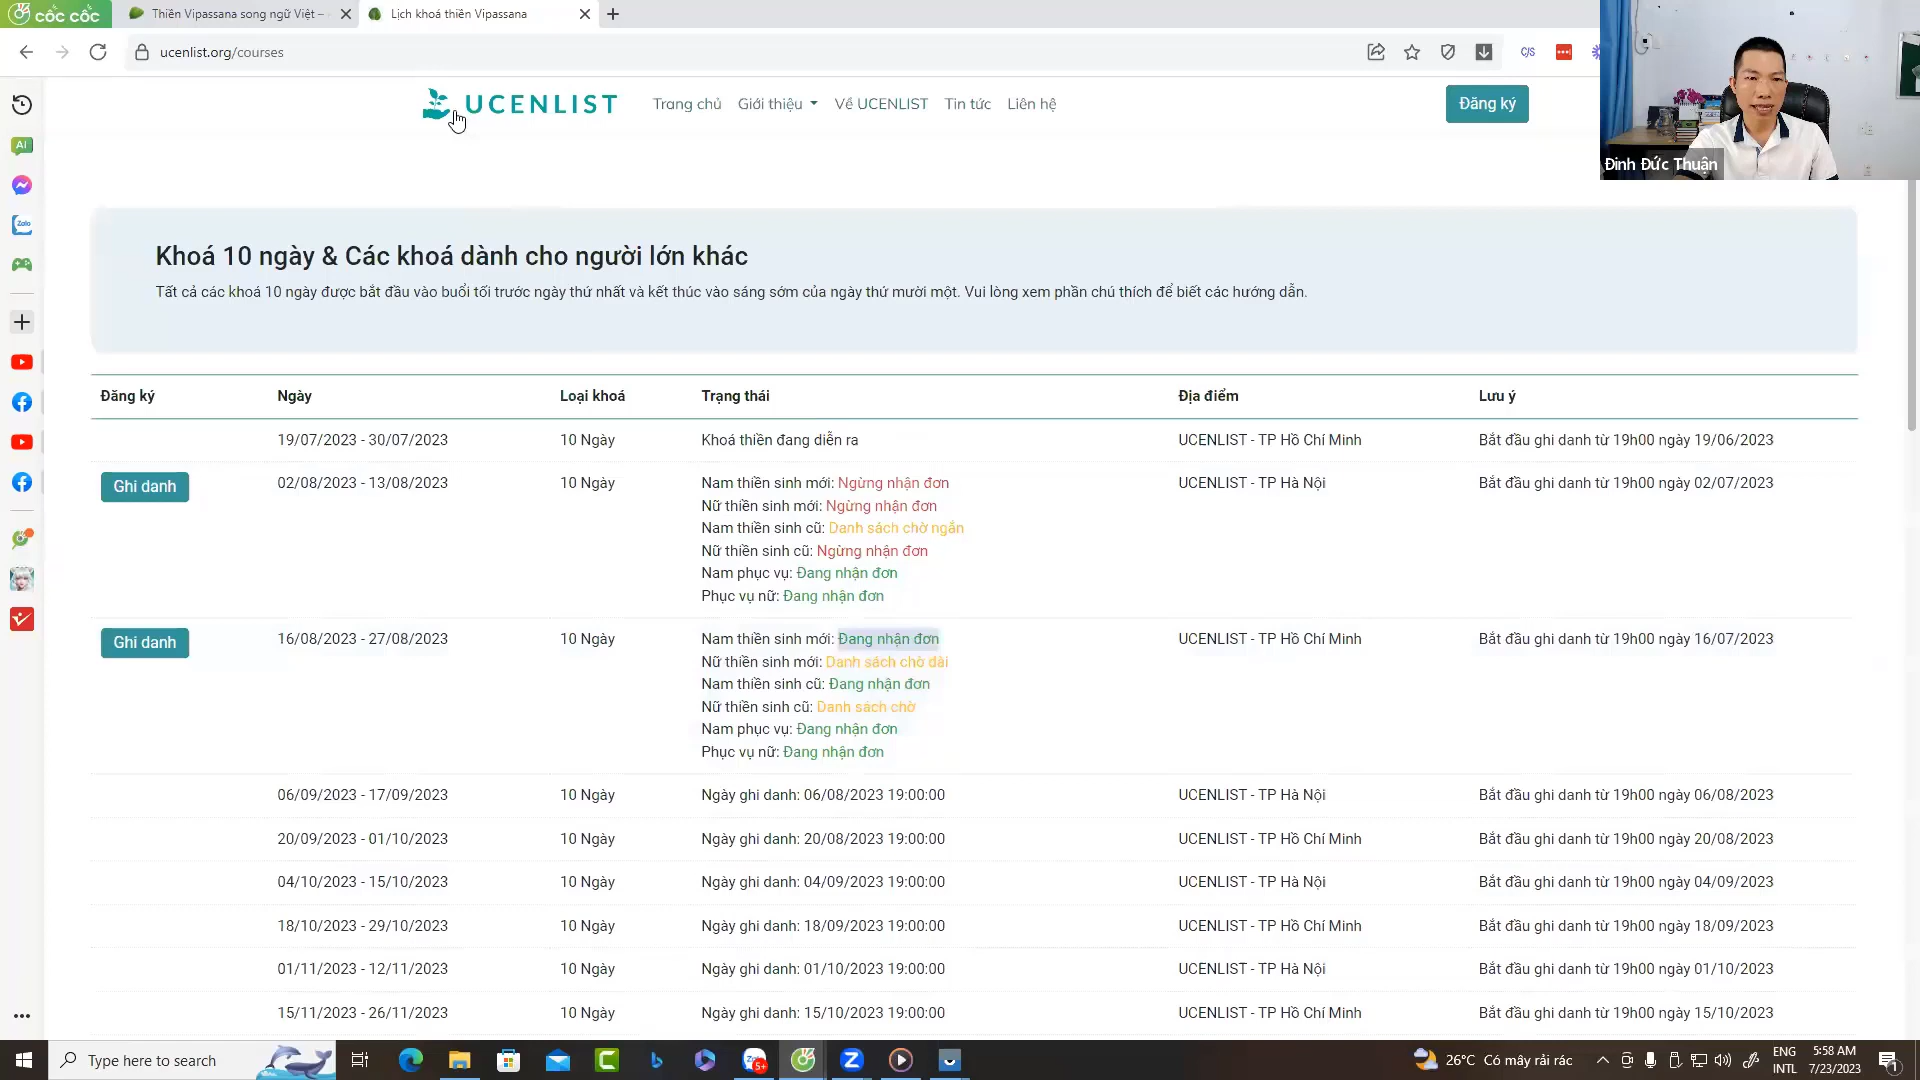 cốc cốc
Thiền Vipassana song ngữ Việt –
Lịch khoá thiền Vipassana
ucenlist.org/courses
UCENLIST
Trang chủ
Giới thiệu
Về UCENLIST
Tin tức
Liên hệ
Đăng ký
Đinh Đức Thuận
AI
Zalo
C/S
Khoá 10 ngày & Các khoá dành cho người lớn khác
Tất cả các khoá 10 ngày được bắt đầu vào buổi tối trước ngày thứ nhất và kết thúc vào sáng sớm của ngày thứ mười một. Vui lòng xem phần chú thích để biết các hướng dẫn.
Đăng ký Ngày Loại khoá Trạng thái Địa điểm Lưu ý
19/07/2023 - 30/07/2023 10 Ngày Khoá thiền đang diễn ra UCENLIST - TP Hồ Chí Minh Bắt đầu ghi danh từ 19h00 ngày 19/06/2023
Ghi danh 02/08/2023 - 13/08/2023 10 Ngày Nam thiền sinh mới: Ngừng nhận đơn UCENLIST - TP Hà Nội Bắt đầu ghi danh từ 19h00 ngày 02/07/2023
Nữ thiền sinh mới: Ngừng nhận đơn
Nam thiền sinh cũ: Danh sách chờ ngắn
Nữ thiền sinh cũ: Ngừng nhận đơn
Nam phục vụ: Đang nhận đơn
Phục vụ nữ: Đang nhận đơn
Ghi danh 16/08/2023 - 27/08/2023 10 Ngày Nam thiền sinh mới: Đang nhận đơn UCENLIST - TP Hồ Chí Minh Bắt đầu ghi danh từ 19h00 ngày 16/07/2023
Nữ thiền sinh mới: Danh sách chờ dài
Nam thiền sinh cũ: Đang nhận đơn
Nữ thiền sinh cũ: Danh sách chờ
Nam phục vụ: Đang nhận đơn
Phục vụ nữ: Đang nhận đơn
06/09/2023 - 17/09/2023 10 Ngày Ngày ghi danh: 06/08/2023 19:00:00 UCENLIST - TP Hà Nội Bắt đầu ghi danh từ 19h00 ngày 06/08/2023
20/09/2023 - 01/10/2023 10 Ngày Ngày ghi danh: 20/08/2023 19:00:00 UCENLIST - TP Hồ Chí Minh Bắt đầu ghi danh từ 19h00 ngày 20/08/2023
04/10/2023 - 15/10/2023 10 Ngày Ngày ghi danh: 04/09/2023 19:00:00 UCENLIST - TP Hà Nội Bắt đầu ghi danh từ 19h00 ngày 04/09/2023
18/10/2023 - 29/10/2023 10 Ngày Ngày ghi danh: 18/09/2023 19:00:00 UCENLIST - TP Hồ Chí Minh Bắt đầu ghi danh từ 19h00 ngày 18/09/2023
01/11/2023 - 12/11/2023 10 Ngày Ngày ghi danh: 01/10/2023 19:00:00 UCENLIST - TP Hà Nội Bắt đầu ghi danh từ 19h00 ngày 01/10/2023
15/11/2023 - 26/11/2023 10 Ngày Ngày ghi danh: 15/10/2023 19:00:00 UCENLIST - TP Hồ Chí Minh Bắt đầu ghi danh từ 19h00 ngày 15/10/2023
Type here to search
5+
26°C Có mây rải rác
ENG
INTL
5:58 AM
7/23/2023
1